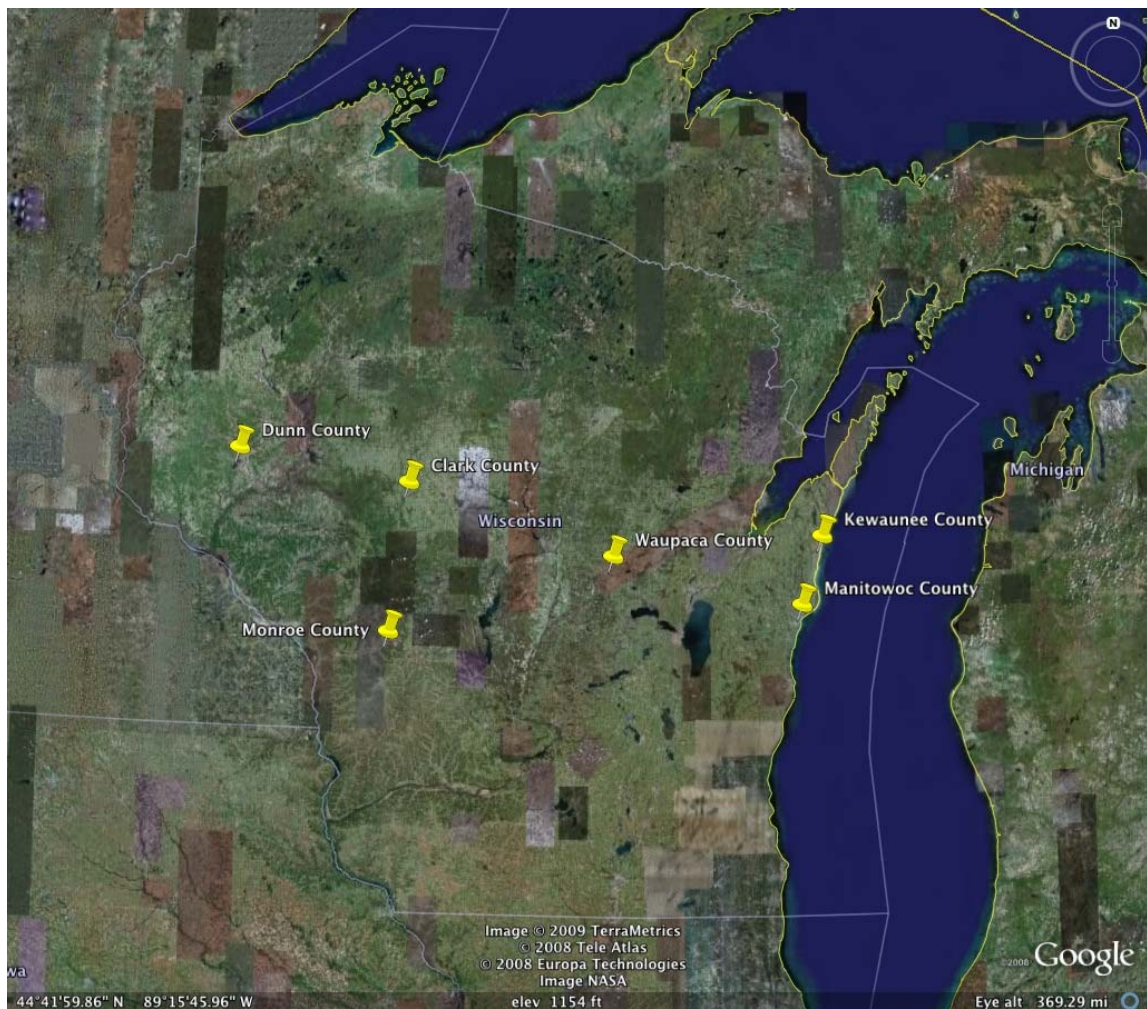 N
Dunn County
Clark County
Michigan
Wisconsin
Kewaunee County
Waupaca County
Manitowoc County
Monroe County
Image © 2009 TerraMetrics
© 2008 Tele Atlas
© 2008 Europa Technologies
Image NASA
©2008 Google
wa
44°41'59.86" N 89°15'45.96" W elev 1154 ft Eye alt 369.29 mi